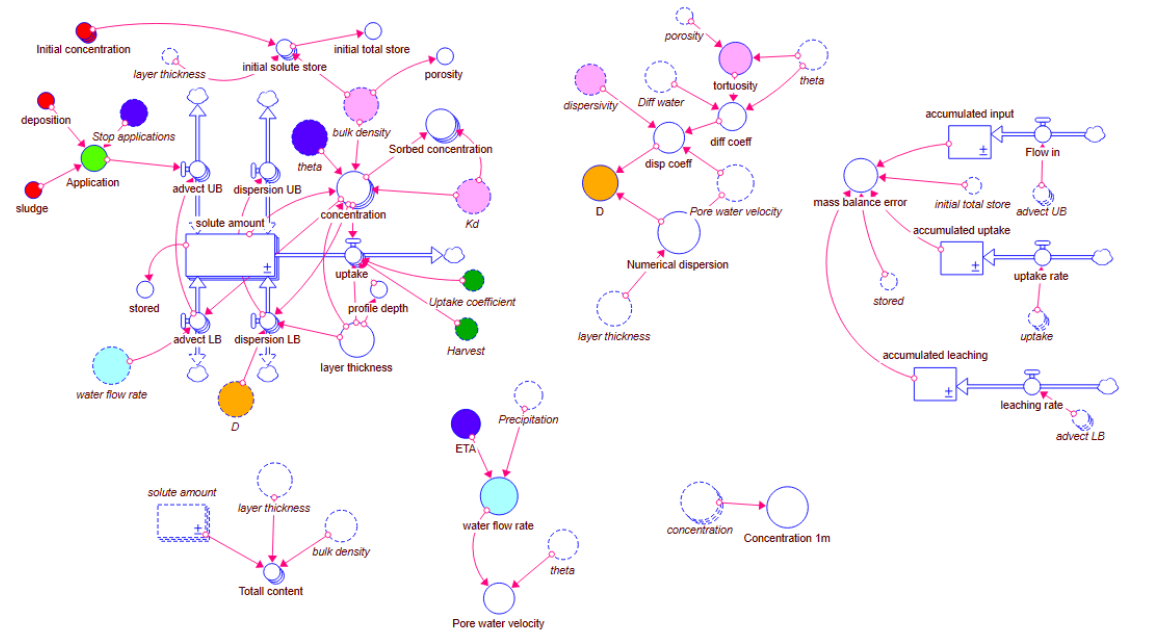 Initial concentration
initial total store
layer thickness
initial solute store
porosity
deposition
Stop applications
bulk density
theta
Sorbed concentration
Application
sludge
advect UB
dispersion UB
concentration
Kd
solute amount
±
uptake
stored
profile depth
Uptake coefficient
advect LB
dispersion LB
Harvest
layer thickness
water flow rate
D
porosity
tortuosity
theta
dispersivity
Diff water
diff coeff
disp coeff
D
Pore water velocity
Numerical dispersion
layer thickness
accumulated input
±
Flow in
mass balance error
initial total store
advect UB
accumulated uptake
±
uptake rate
stored
uptake
accumulated leaching
±
leaching rate
advect LB
Precipitation
ETA
water flow rate
theta
Pore water velocity
solute amount
±
layer thickness
bulk density
Totall content
concentration
Concentration 1m